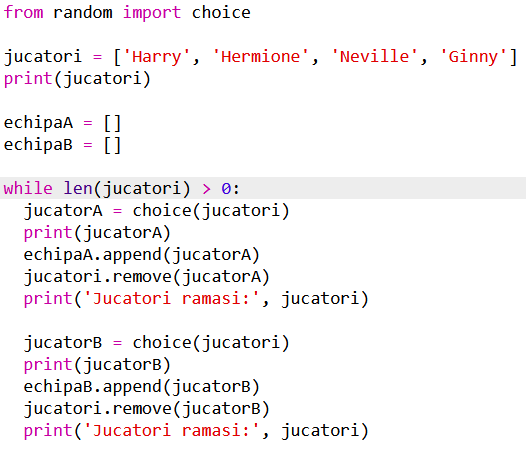 from random import choice
jucatori = ['Harry', 'Hermione', 'Neville', 'Ginny']
print(jucatori)
echipaA = []
echipaB = []
while len(jucatori) > 0:
  jucatorA = choice(jucatori)
  print(jucatorA)
  echipaA.append(jucatorA)
  jucatori.remove(jucatorA)
  print('Jucatori ramasi:', jucatori)
  jucatorB = choice(jucatori)
  print(jucatorB)
  echipaB.append(jucatorB)
  jucatori.remove(jucatorB)
  print('Jucatori ramasi:', jucatori)